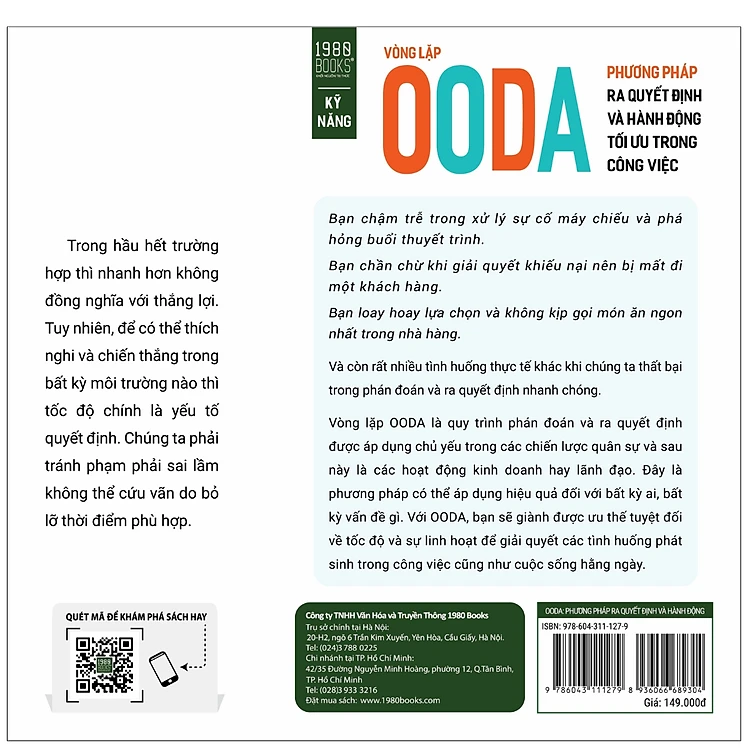 1980
BOOKS
KỸ
NĂNG
VÒNG LẶP
OODA
PHƯƠNG PHÁP
RA QUYẾT ĐỊNH
VÀ HÀNH ĐỘNG
TỐI ƯU TRONG
CÔNG VIỆC
Trong hầu hết trường
hợp thì nhanh hơn không
đồng nghĩa với thắng lợi.
Tuy nhiên, để có thể thích
nghi và chiến thắng trong
bất kỳ môi trường nào thì
tốc độ chính là yếu tố
quyết định. Chúng ta phải
tránh phạm phải sai lầm
không thể cứu vãn do bỏ
lỡ thời điểm phù hợp.
Bạn chậm trễ trong xử lý sự cố máy chiếu và phá
hỏng buổi thuyết trình.
Bạn chần chừ khi giải quyết khiếu nại nên bị mất đi
một khách hàng.
Bạn loay hoay lựa chọn và không kịp gọi món ăn ngon
nhất trong nhà hàng.
Và còn rất nhiều tình huống thực tế khác khi chúng ta thất bại
trong phán đoán và ra quyết định nhanh chóng.
Vòng lặp OODA là quy trình phán đoán và ra quyết định
được áp dụng chủ yếu trong các chiến lược quân sự và sau
này là các hoạt động kinh doanh hay lãnh đạo. Đây là
phương pháp có thể áp dụng hiệu quả đối với bất kỳ ai, bất
kỳ vấn đề gì. Với OODA, bạn sẽ giành được ưu thế tuyệt đối
về tốc độ và sự linh hoạt để giải quyết các tình huống phát
sinh trong công việc cũng như cuộc sống hằng ngày.
QUÉT MÃ ĐỂ KHÁM PHÁ SÁCH HAY
1980
BOOKS
Công ty TNHH Văn Hóa và Truyền Thông 1980 Books
Trụ sở chính tại Hà Nội:
20-H2, ngõ 6 Trần Kim Xuyến, Yên Hòa, Cầu Giấy, Hà Nội.
Tel: (024)3 788 0225
Chi nhánh tại TP. Hồ Chí Minh:
42/35 Đường Nguyễn Minh Hoàng, phường 12, Q.Tân Bình,
TP. Hồ Chí Minh
Tel: (028)3 933 3216
Đặt mua sách: www.1980books.com
OODA: PHƯƠNG PHÁP RA QUYẾT ĐỊNH VÀ HÀNH ĐỘNG
ISBN: 978-604-311-127-9
9 786043 111279
8 936066 689304
Giá: 149.000đ